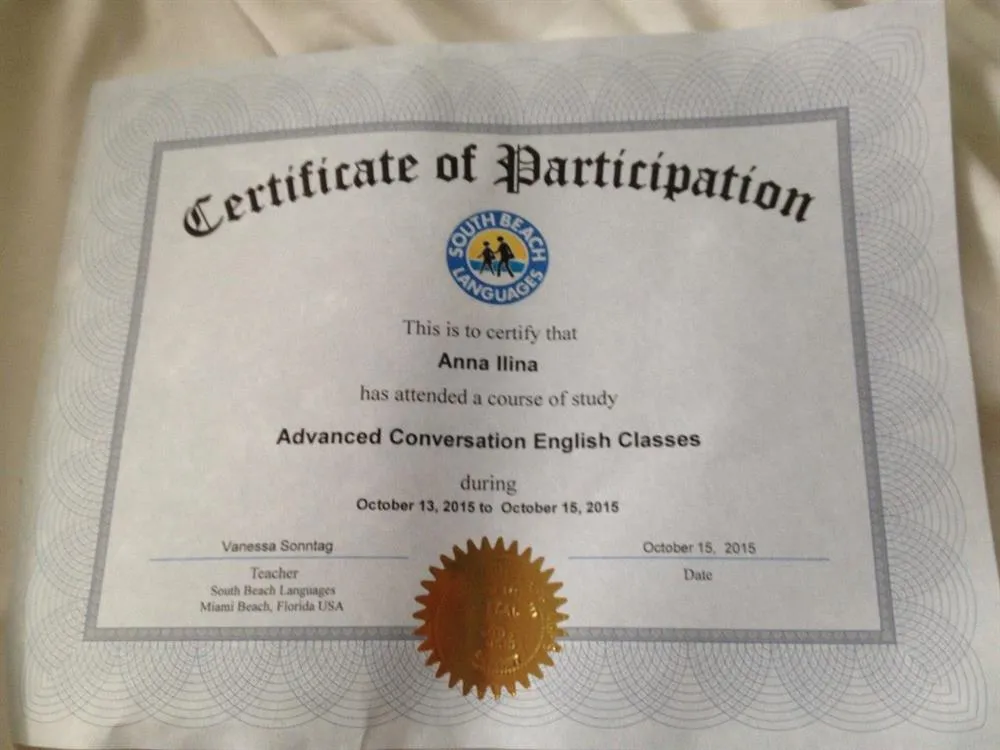 Certificate of Participation
SOUTH BEACH
LANGUAGES
This is to certify that
Anna Ilina
has attended a course of study
Advanced Conversation English Classes
during
October 13, 2015 to October 15, 2015
Vanessa Sonntag
Teacher
South Beach Languages
Miami Beach, Florida USA
October 15, 2015
Date